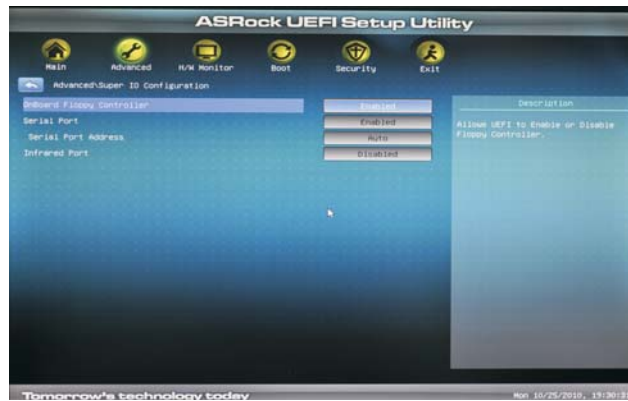 ASRock UEFI Setup Utility
Main Advanced H/W Monitor Boot Security Exit
Advanced\Super IO Configuration
OnBoard Floppy Controller Enabled
Serial Port Enabled
Serial Port Address Auto
Infrared Port Disabled
Description
Allows UEFI to Enable or Disable
Floppy Controller.
Tomorrow's technology today
Mon 10/25/2010,